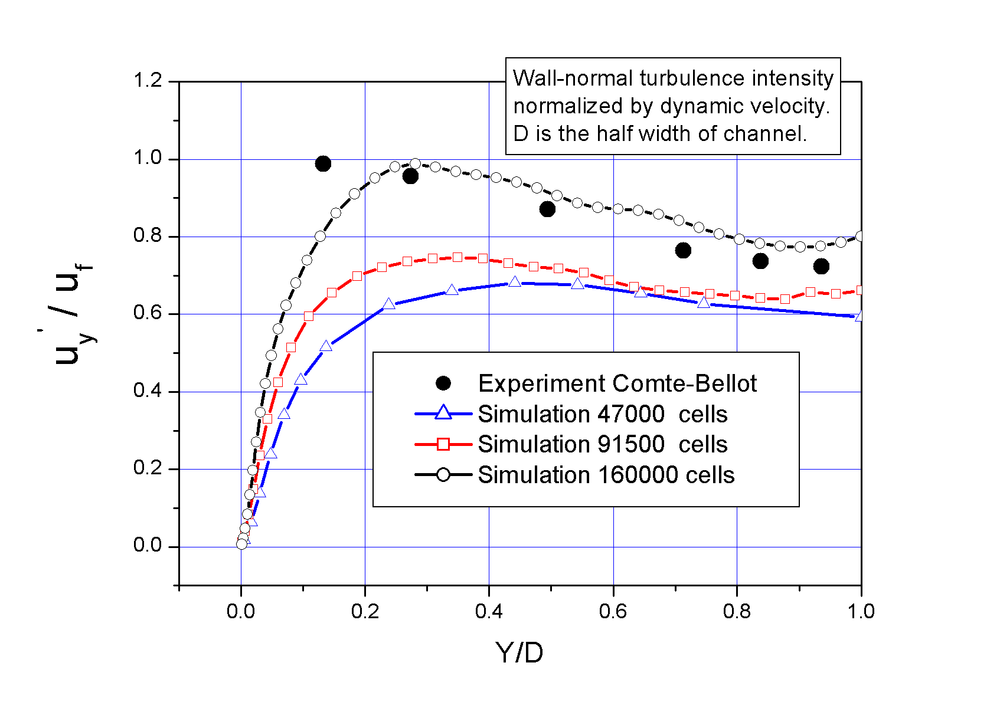 Wall-normal turbulence intensity
normalized by dynamic velocity.
D is the half width of channel.
1.2
1.0
0.8
0.6
0.4
0.2
0.0
uy' / uf
Experiment Comte-Bellot
Simulation 47000 cells
Simulation 91500 cells
Simulation 160000 cells
0.0 0.2 0.4 0.6 0.8 1.0
Y/D